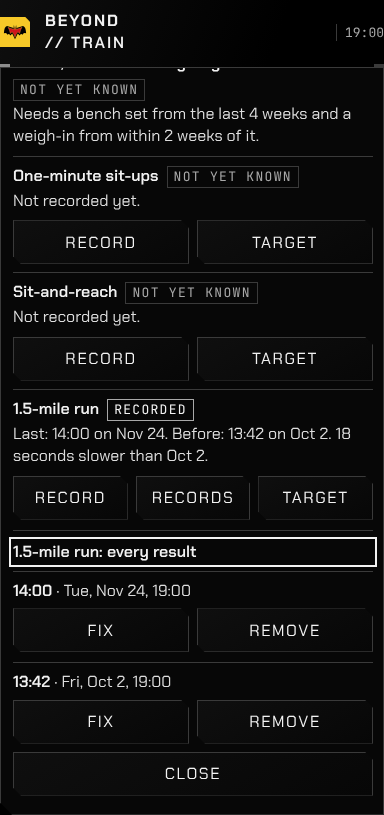 BEYOND
// TRAIN
19:00
NOT YET KNOWN
Needs a bench set from the last 4 weeks and a
weigh-in from within 2 weeks of it.
One-minute sit-ups NOT YET KNOWN
Not recorded yet.
RECORD TARGET
Sit-and-reach NOT YET KNOWN
Not recorded yet.
RECORD TARGET
1.5-mile run RECORDED
Last: 14:00 on Nov 24. Before: 13:42 on Oct 2. 18
seconds slower than Oct 2.
RECORD RECORDS TARGET
1.5-mile run: every result
14:00 · Tue, Nov 24, 19:00
FIX REMOVE
13:42 · Fri, Oct 2, 19:00
FIX REMOVE
CLOSE